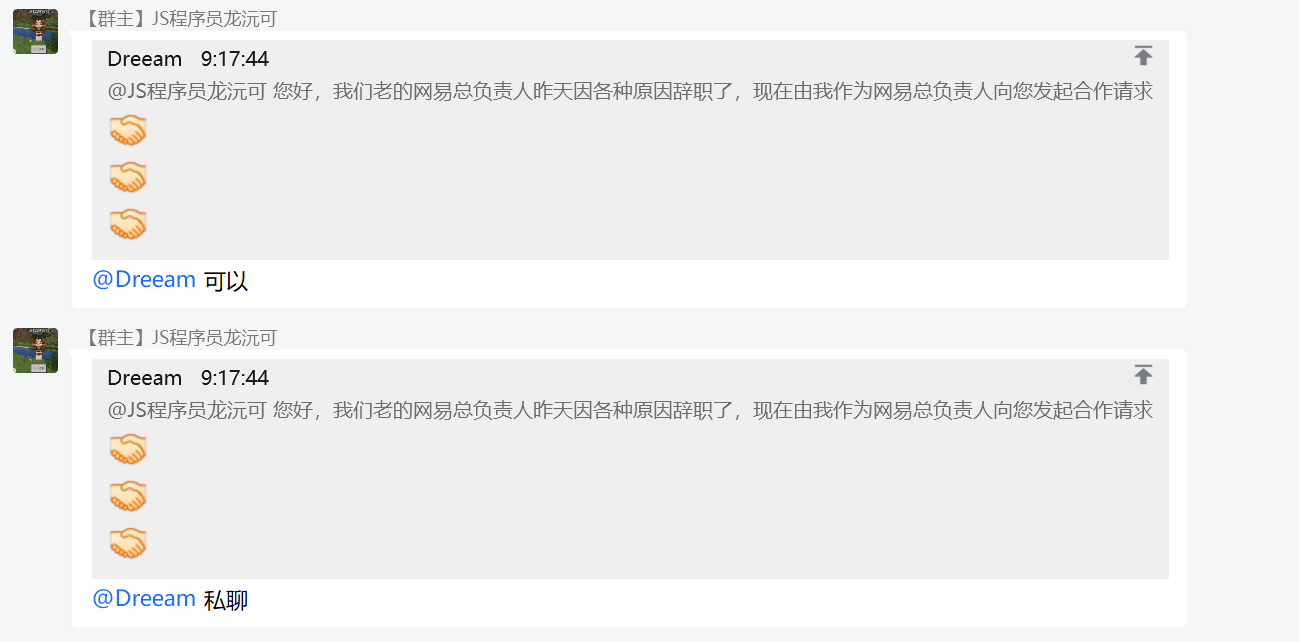 【群主】JS程序员龙沅可
Dreeam 9:17:44
@JS程序员龙沅可 您好，我们老的网易总负责人昨天因各种原因辞职了，现在由我作为网易总负责人向您发起合作请求
@Dreeam 可以
【群主】JS程序员龙沅可
Dreeam 9:17:44
@JS程序员龙沅可 您好，我们老的网易总负责人昨天因各种原因辞职了，现在由我作为网易总负责人向您发起合作请求
@Dreeam 私聊